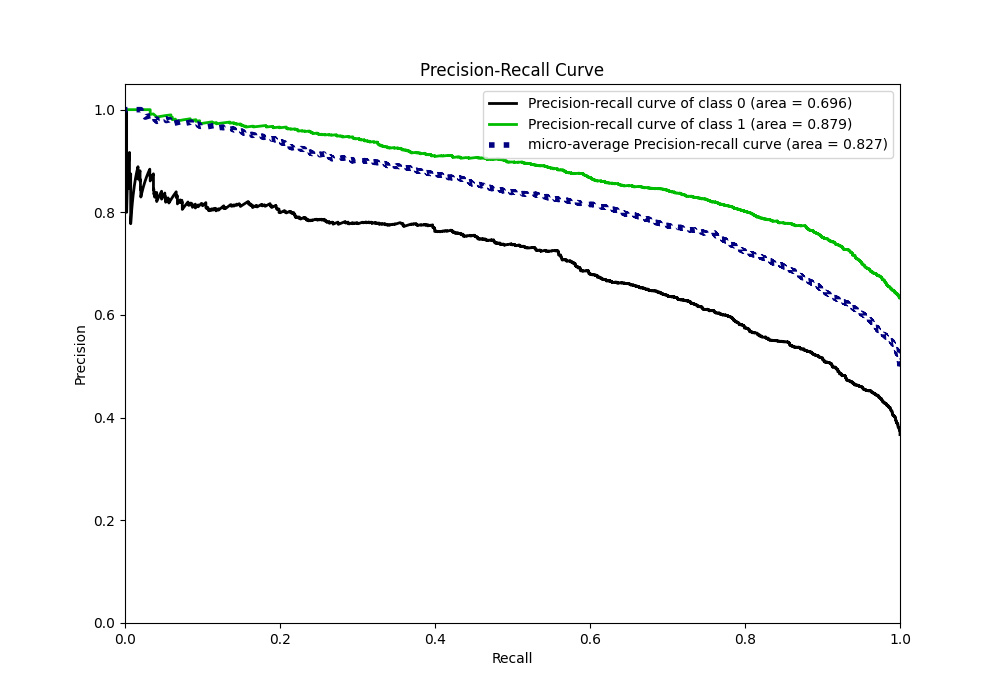 Precision-Recall Curve
Precision-recall curve of class 0 (area = 0.696)
Precision-recall curve of class 1 (area = 0.879)
micro-average Precision-recall curve (area = 0.827)
1.0
0.8
0.6
0.4
0.2
0.0
Precision
0.0 0.2 0.4 0.6 0.8 1.0
Recall